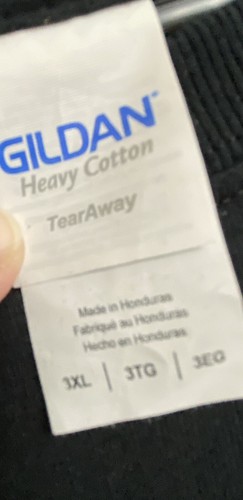 GILDAN
Heavy Cotton
TearAway
Made in Honduras
Fabriqué au Honduras
Hecho en Honduras
3XL | 3TG | 3EG